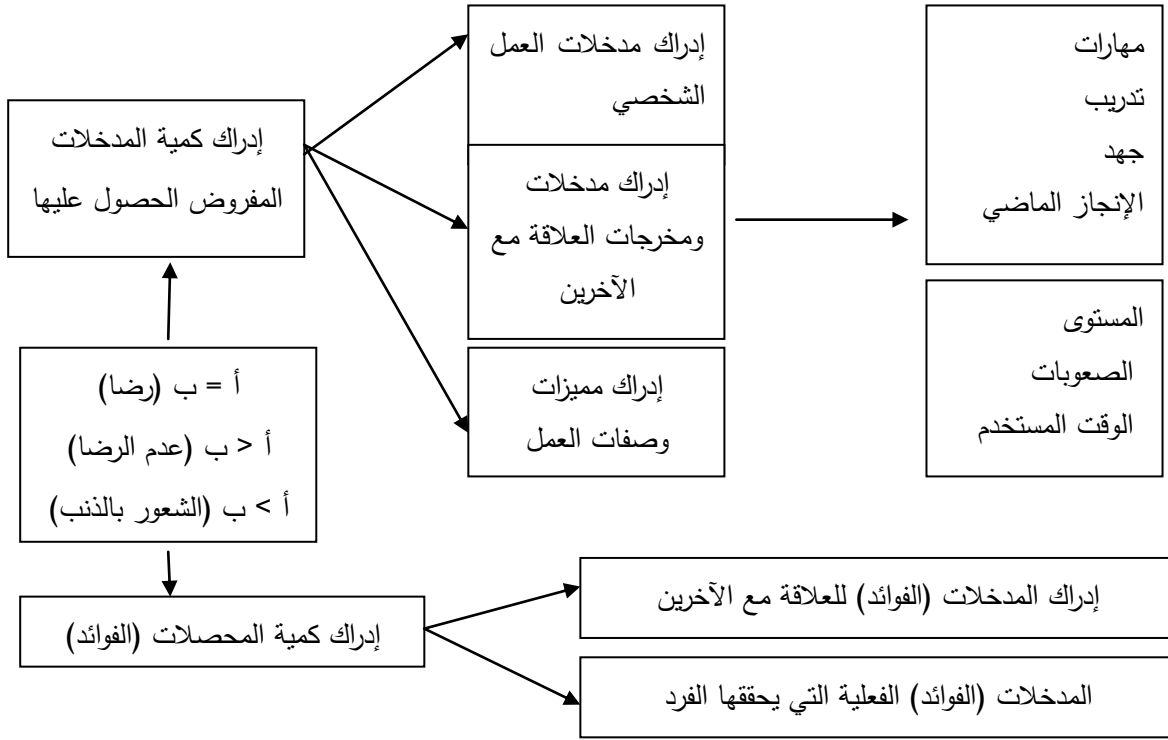 إدراك كمية المدخلات
المفروض الحصول عليها
إدراك مدخلات العمل
الشخصي
إدراك مدخلات
ومخرجات العلاقة مع
الآخرين
إدراك مميزات
وصفات العمل
مهارات
تدريب
جهد
الإنجاز الماضي
المستوى
الصعوبات
الوقت المستخدم
أ = ب (رضا)
أ < ب (عدم الرضا)
أ > ب (الشعور بالذنب)
إدراك كمية المحصلات (الفوائد)
إدراك المدخلات (الفوائد) للعلاقة مع الآخرين
المدخلات (الفوائد) الفعلية التي يحققها الفرد